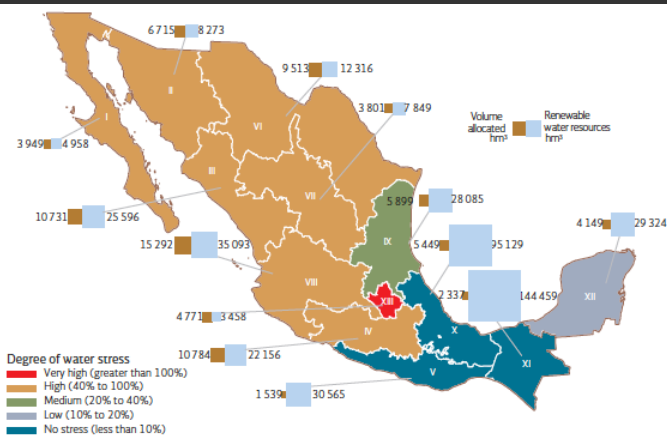 6 715 8 273
IV
II
9 513 12 316
VI
3 801 7 849
Volume
allocated
hm³
Renewable
water resources
hm³
I
3 949 4 958
III
VII
10 731 25 596
5 899 28 085
IX
4 149 29 324
15 292 35 093
5 449 95 129
VIII
XII
2 337 144 459
XIII
4 771 3 458
IV
X
10 784 22 156
XI
V
1 539 30 565
Degree of water stress
Very high (greater than 100%)
High (40% to 100%)
Medium (20% to 40%)
Low (10% to 20%)
No stress (less than 10%)